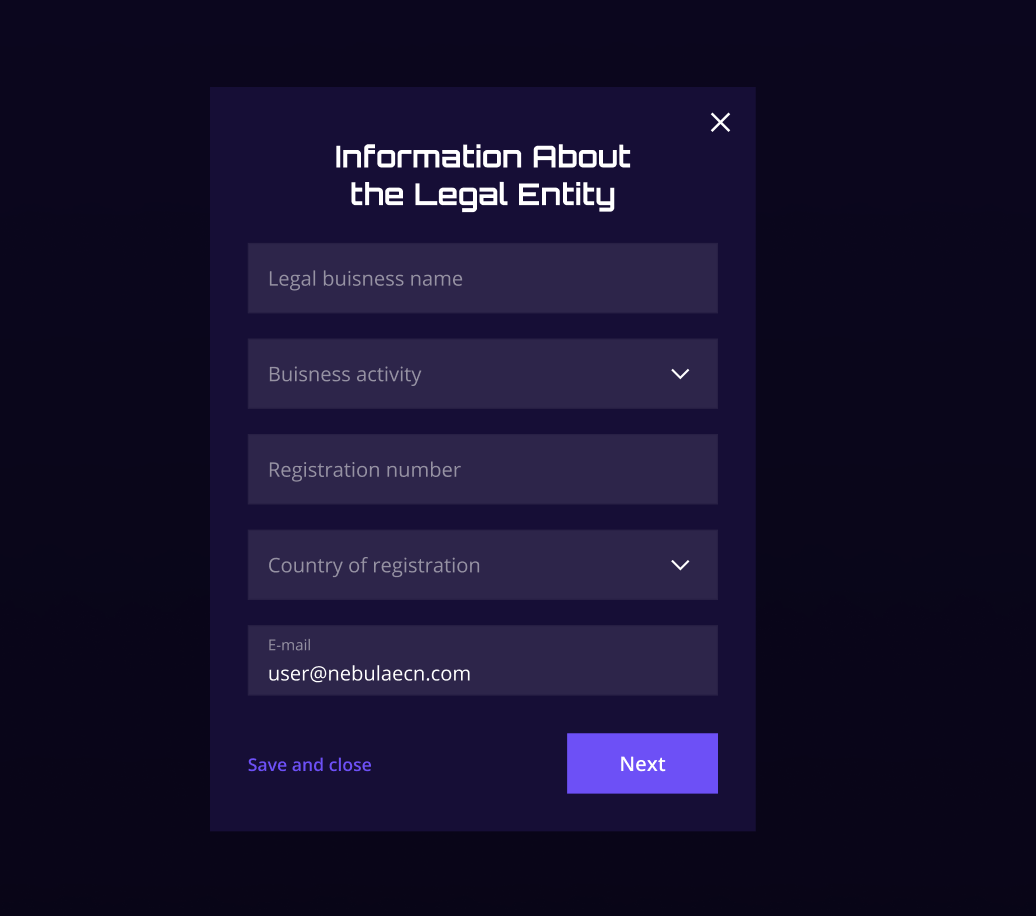 Information About
the Legal Entity
Legal buisness name
Buisness activity
Registration number
Country of registration
E-mail
user@nebulaecn.com
Save and close
Next